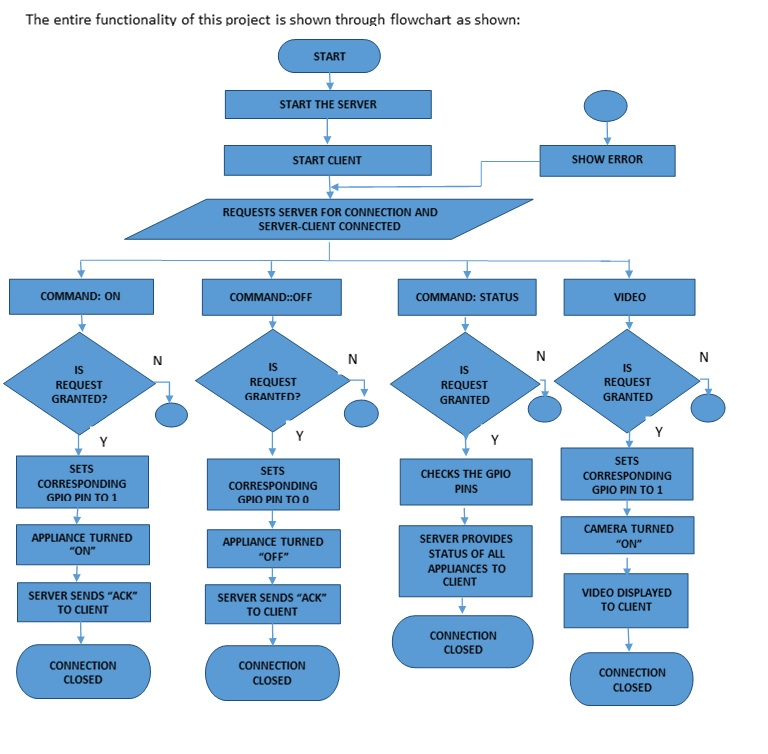 The entire functionality of this project is shown through flowchart as shown:
START
START THE SERVER
START CLIENT
SHOW ERROR
REQUESTS SERVER FOR CONNECTION AND
SERVER-CLIENT CONNECTED
COMMAND: ON
COMMAND::OFF
COMMAND: STATUS
VIDEO
IS
REQUEST
GRANTED?
N
Y
IS
REQUEST
GRANTED?
N
Y
IS
REQUEST
GRANTED
N
Y
IS
REQUEST
GRANTED
N
Y
SETS
CORRESPONDING
GPIO PIN TO 1
SETS
CORRESPONDING
GPIO PIN TO 0
CHECKS THE GPIO
PINS
SETS
CORRESPONDING
GPIO PIN TO 1
APPLIANCE TURNED
“ON”
APPLIANCE TURNED
“OFF”
SERVER PROVIDES
STATUS OF ALL
APPLIANCES TO
CLIENT
CAMERA TURNED
“ON”
SERVER SENDS “ACK”
TO CLIENT
SERVER SENDS “ACK”
TO CLIENT
VIDEO DISPLAYED
TO CLIENT
CONNECTION
CLOSED
CONNECTION
CLOSED
CONNECTION
CLOSED
CONNECTION
CLOSED